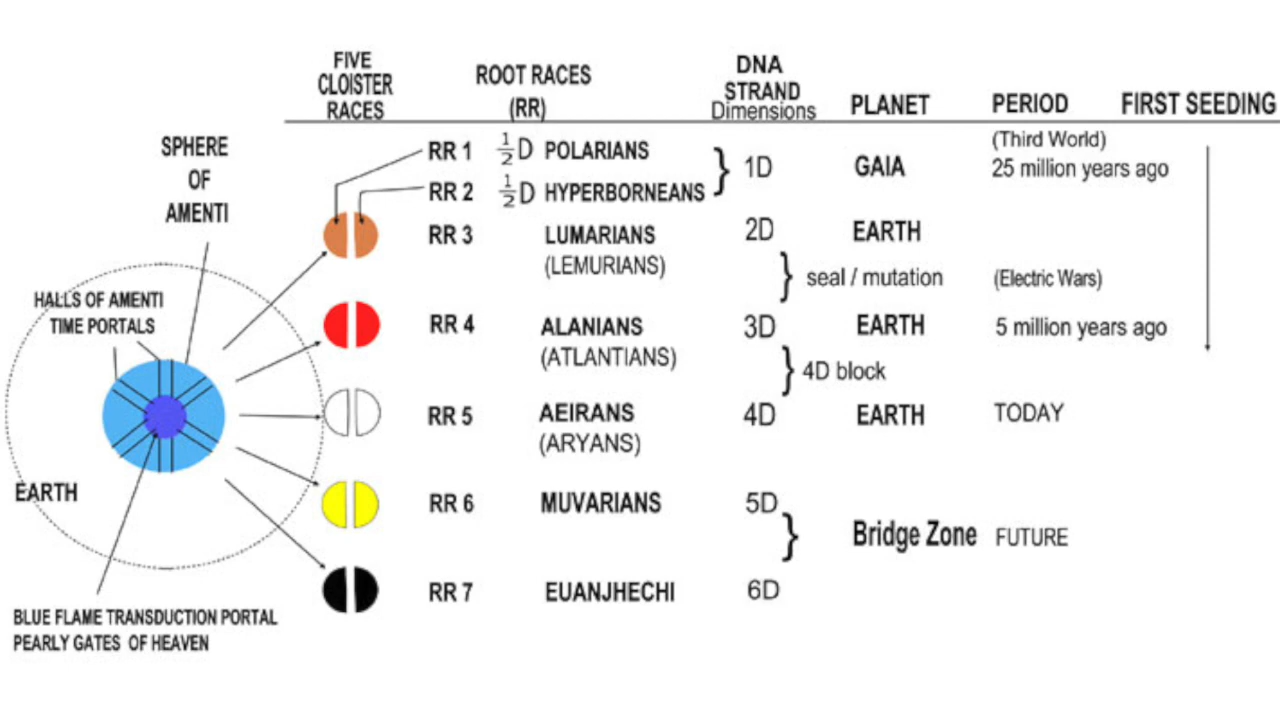 FIVE
CLOISTER
RACES
ROOT RACES
(RR)
DNA
STRAND
Dimensions
PLANET
PERIOD
FIRST SEEDING
SPHERE
OF
AMENTI
HALLS OF AMENTI
TIME PORTALS
EARTH
BLUE FLAME TRANSDUCTION PORTAL
PEARLY GATES OF HEAVEN
RR 1 ½D POLARIANS
RR 2 ½D HYPERBORNEANS
1D GAIA
(Third World)
25 million years ago
RR 3 LUMARIANS 2D EARTH
(LEMURIANS)
seal / mutation (Electric Wars)
RR 4 ALANIANS 3D EARTH 5 million years ago
(ATLANTIANS)
4D block
RR 5 AEIRANS 4D EARTH TODAY
(ARYANS)
RR 6 MUVARIANS 5D
Bridge Zone FUTURE
RR 7 EUANJHECHI 6D